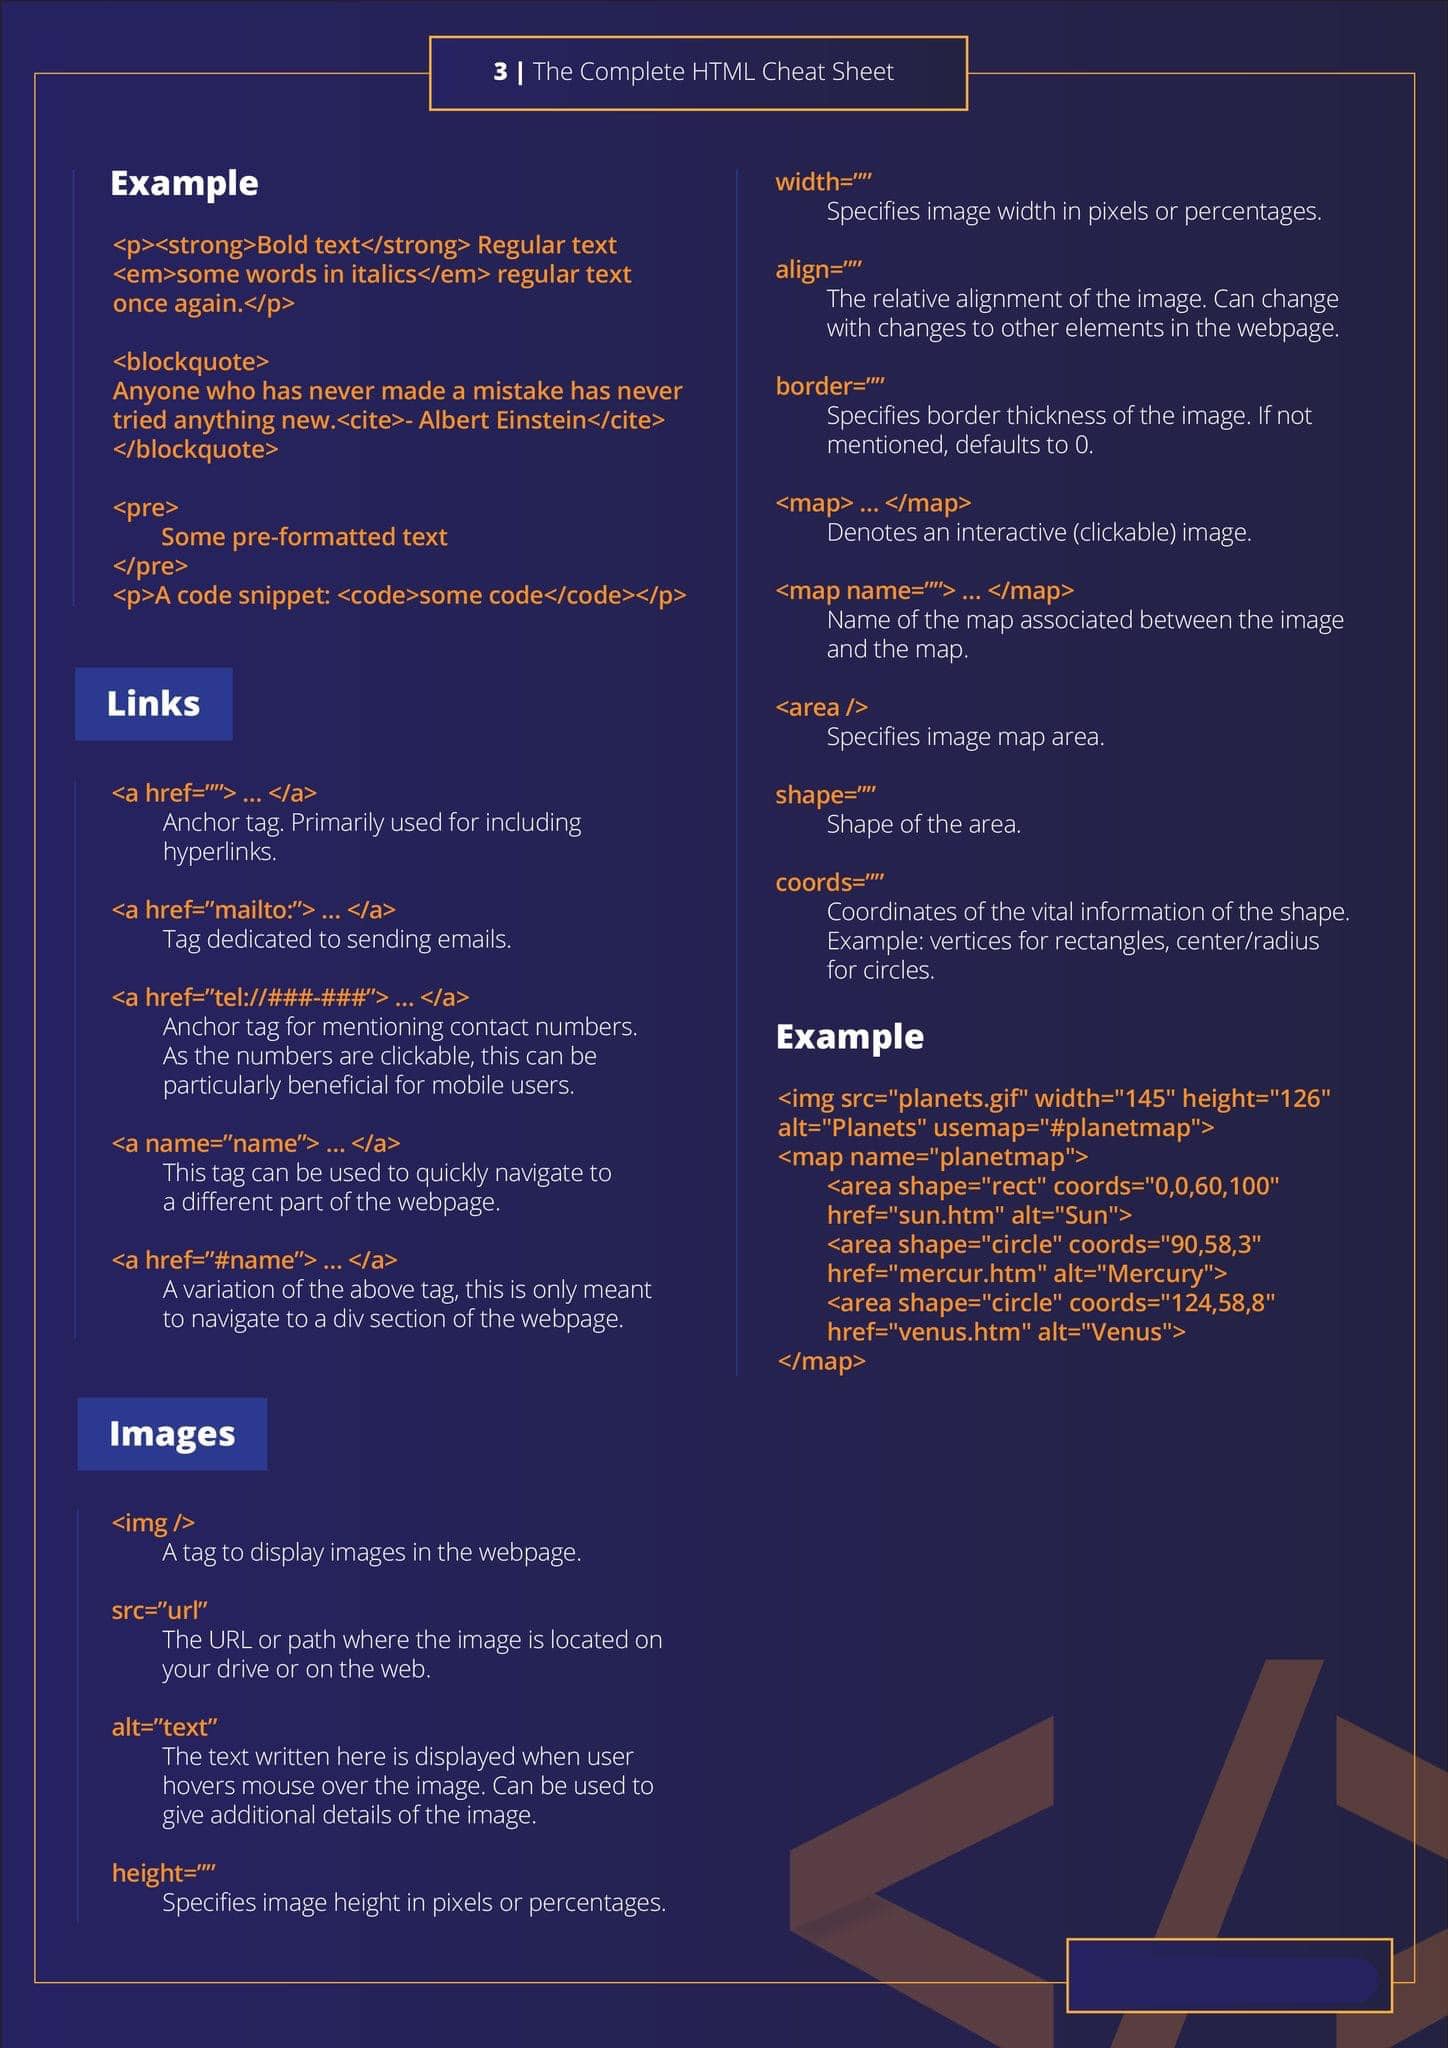 3 | The Complete HTML Cheat Sheet
Example
<p><strong>Bold text</strong> Regular text
<em>some words in italics</em> regular text
once again.</p>
<blockquote>
Anyone who has never made a mistake has never
tried anything new.<cite>- Albert Einstein</cite>
</blockquote>
<pre>
Some pre-formatted text
</pre>
<p>A code snippet: <code>some code</code></p>
Links
<a href=””> ... </a>
Anchor tag. Primarily used for including
hyperlinks.
<a href=”mailto:”> ... </a>
Tag dedicated to sending emails.
<a href=”tel://###-###”> ... </a>
Anchor tag for mentioning contact numbers.
As the numbers are clickable, this can be
particularly beneficial for mobile users.
<a name=”name”> ... </a>
This tag can be used to quickly navigate to
a different part of the webpage.
<a href=”#name”> ... </a>
A variation of the above tag, this is only meant
to navigate to a div section of the webpage.
Images
<img />
A tag to display images in the webpage.
src=”url”
The URL or path where the image is located on
your drive or on the web.
alt=”text”
The text written here is displayed when user
hovers mouse over the image. Can be used to
give additional details of the image.
height=””
Specifies image height in pixels or percentages.
width=””
Specifies image width in pixels or percentages.
align=””
The relative alignment of the image. Can change
with changes to other elements in the webpage.
border=””
Specifies border thickness of the image. If not
mentioned, defaults to 0.
<map> ... </map>
Denotes an interactive (clickable) image.
<map name=””> ... </map>
Name of the map associated between the image
and the map.
<area />
Specifies image map area.
shape=””
Shape of the area.
coords=””
Coordinates of the vital information of the shape.
Example: vertices for rectangles, center/radius
for circles.
Example
<img src="planets.gif" width="145" height="126"
alt="Planets" usemap="#planetmap">
<map name="planetmap">
<area shape="rect" coords="0,0,60,100"
href="sun.htm" alt="Sun">
<area shape="circle" coords="90,58,3"
href="mercur.htm" alt="Mercury">
<area shape="circle" coords="124,58,8"
href="venus.htm" alt="Venus">
</map>